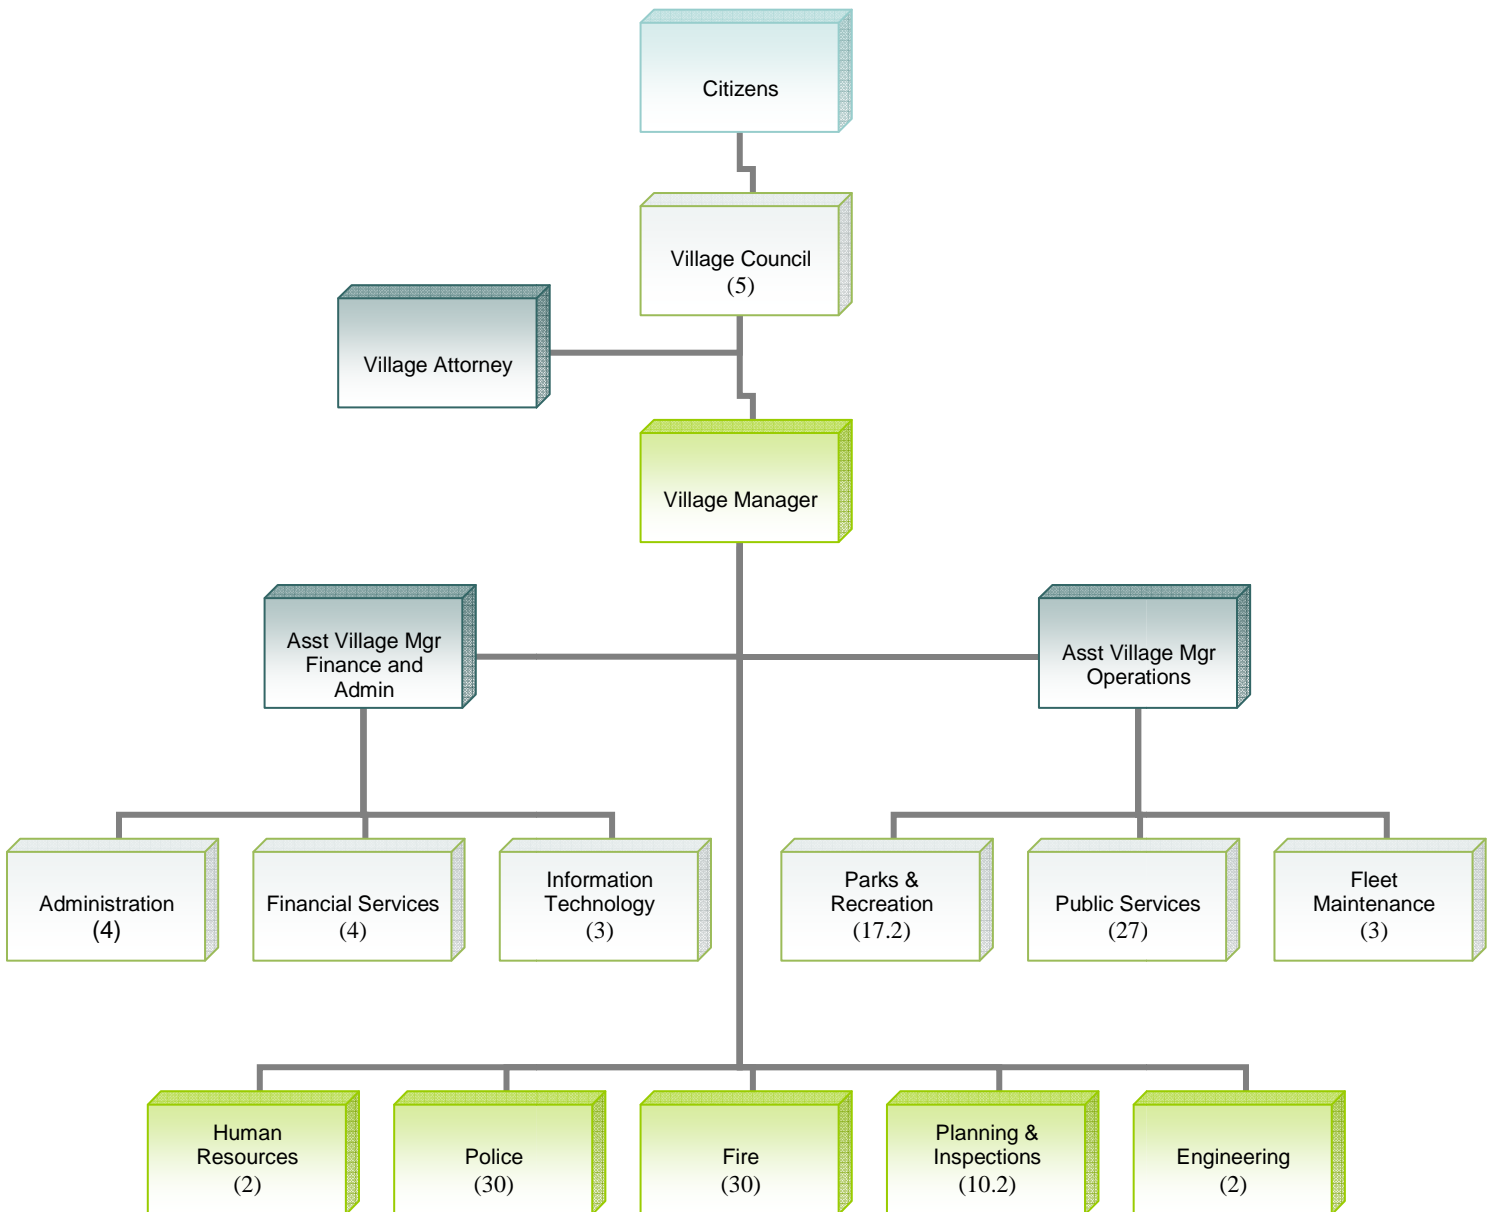 Citizens
Village Council
(5)
Village Attorney
Village Manager
Asst Village Mgr
Finance and
Admin
Asst Village Mgr
Operations
Administration
(4)
Financial Services
(4)
Information
Technology
(3)
Parks &
Recreation
(17.2)
Public Services
(27)
Fleet
Maintenance
(3)
Human
Resources
(2)
Police
(30)
Fire
(30)
Planning &
Inspections
(10.2)
Engineering
(2)